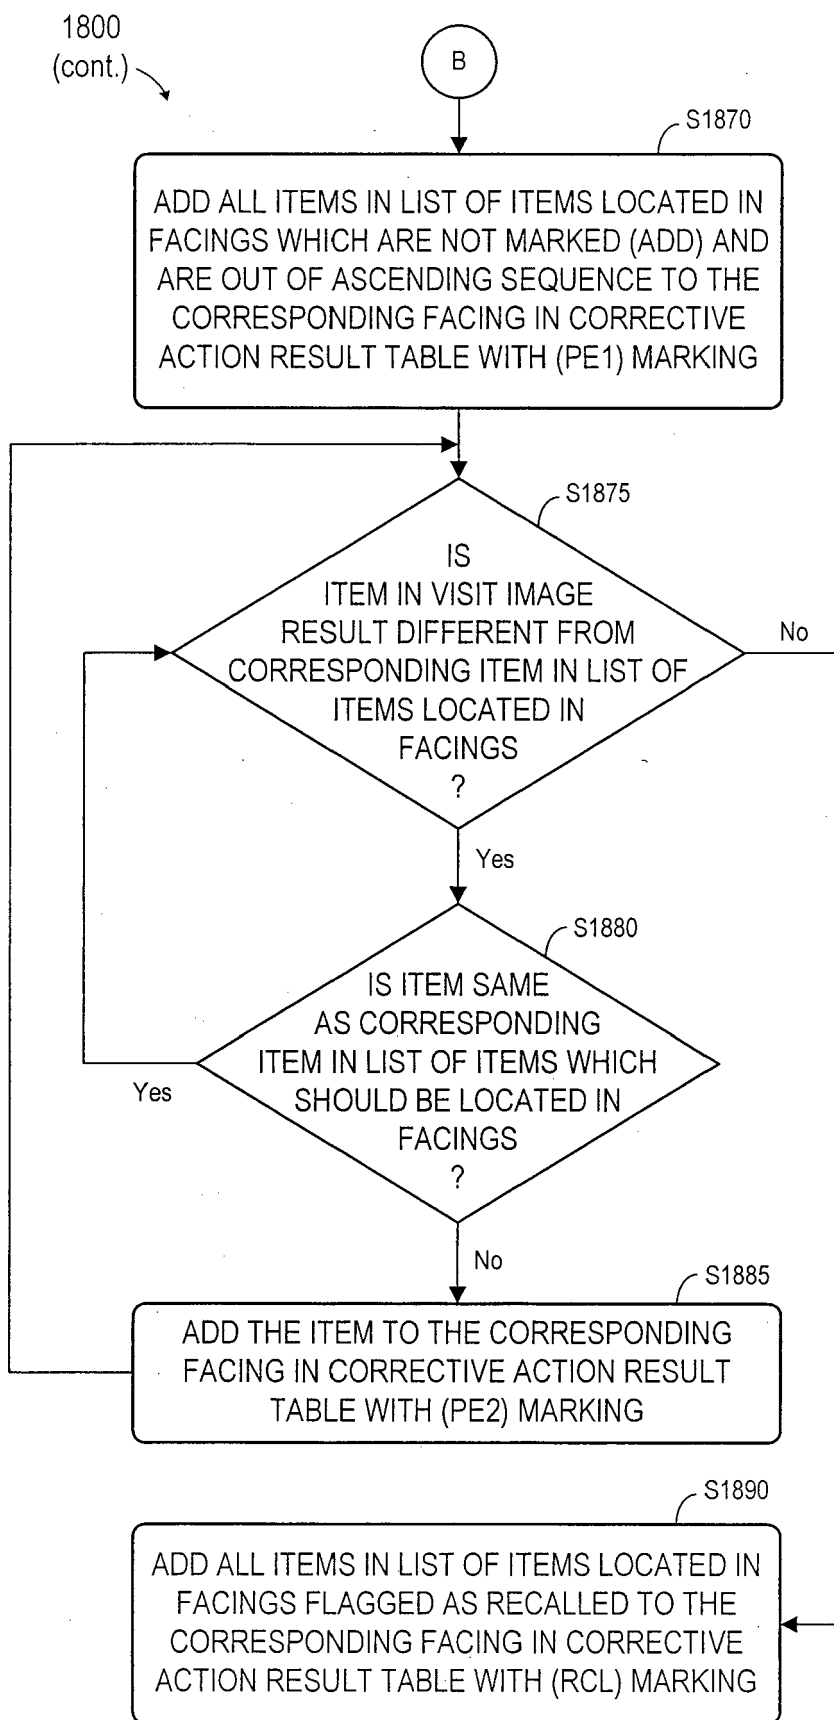 1800
(cont.)
B
S1870
ADD ALL ITEMS IN LIST OF ITEMS LOCATED IN
FACINGS WHICH ARE NOT MARKED (ADD) AND
ARE OUT OF ASCENDING SEQUENCE TO THE
CORRESPONDING FACING IN CORRECTIVE
ACTION RESULT TABLE WITH (PE1) MARKING
S1875
IS
ITEM IN VISIT IMAGE
RESULT DIFFERENT FROM
CORRESPONDING ITEM IN LIST OF
ITEMS LOCATED IN
FACINGS
?
No
Yes
S1880
IS ITEM SAME
AS CORRESPONDING
ITEM IN LIST OF ITEMS WHICH
SHOULD BE LOCATED IN
FACINGS
?
Yes
No
S1885
ADD THE ITEM TO THE CORRESPONDING
FACING IN CORRECTIVE ACTION RESULT
TABLE WITH (PE2) MARKING
S1890
ADD ALL ITEMS IN LIST OF ITEMS LOCATED IN
FACINGS FLAGGED AS RECALLED TO THE
CORRESPONDING FACING IN CORRECTIVE
ACTION RESULT TABLE WITH (RCL) MARKING